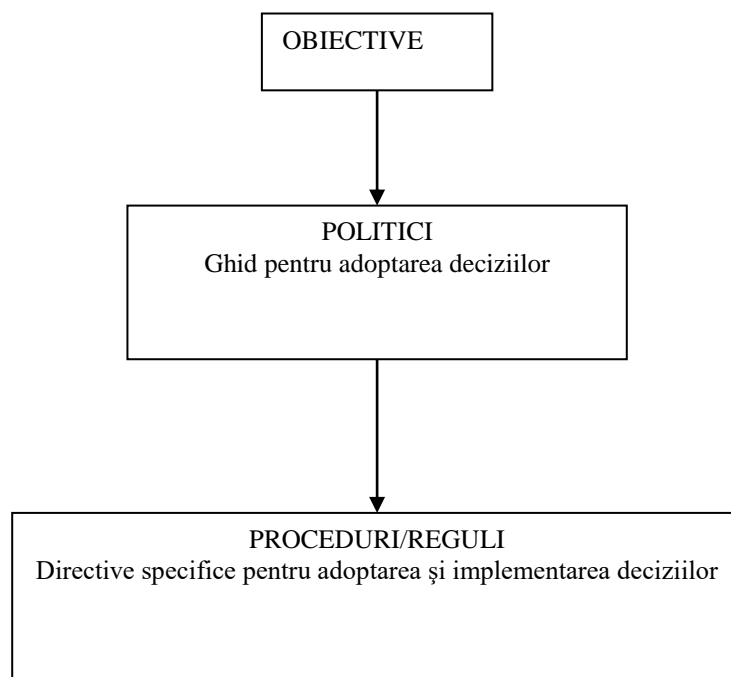 OBIECTIVE
POLITICI
Ghid pentru adoptarea deciziilor
PROCEDURI/REGULI
Directive specifice pentru adoptarea şi implementarea deciziilor